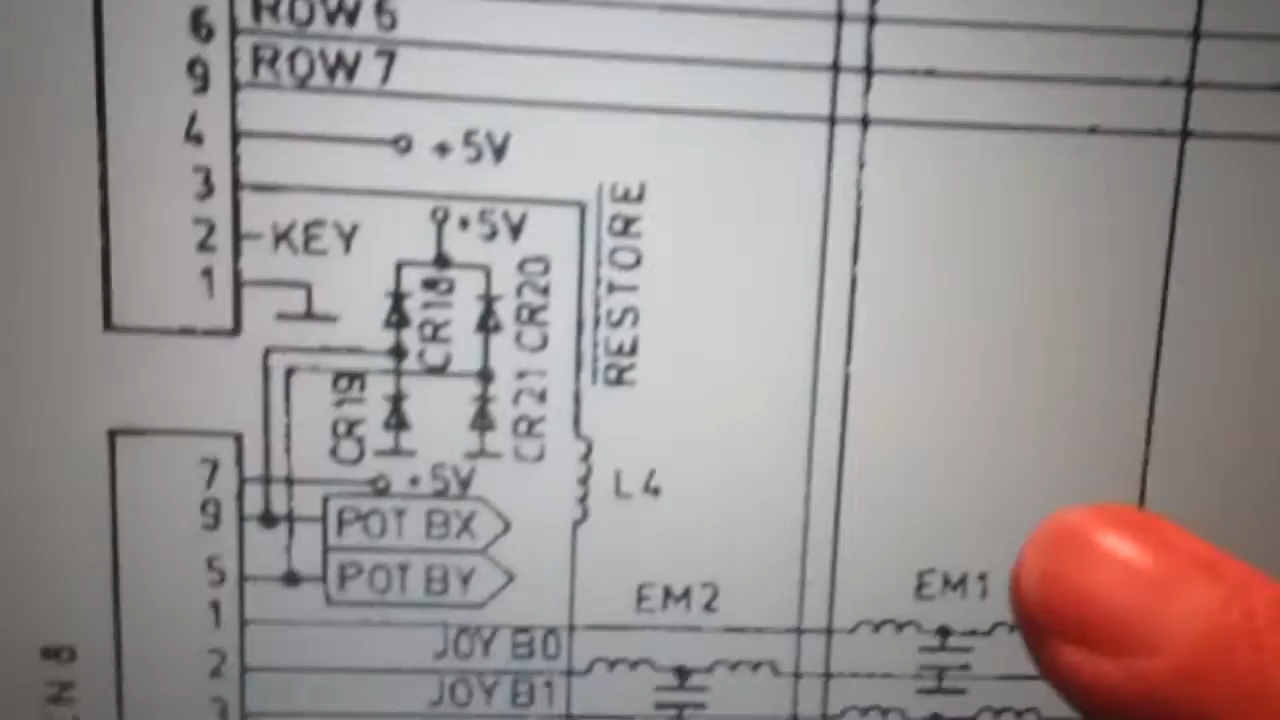 6 ROW 6
9 ROW 7
4 +5V
3
2 KEY
1
+5V
CR18
CR20
RESTORE
CR19
CR21
7 +5V
9 POT BX
5 POT BY
L4
1
EM2
EM1
JOY B0
2
JOY B1
3